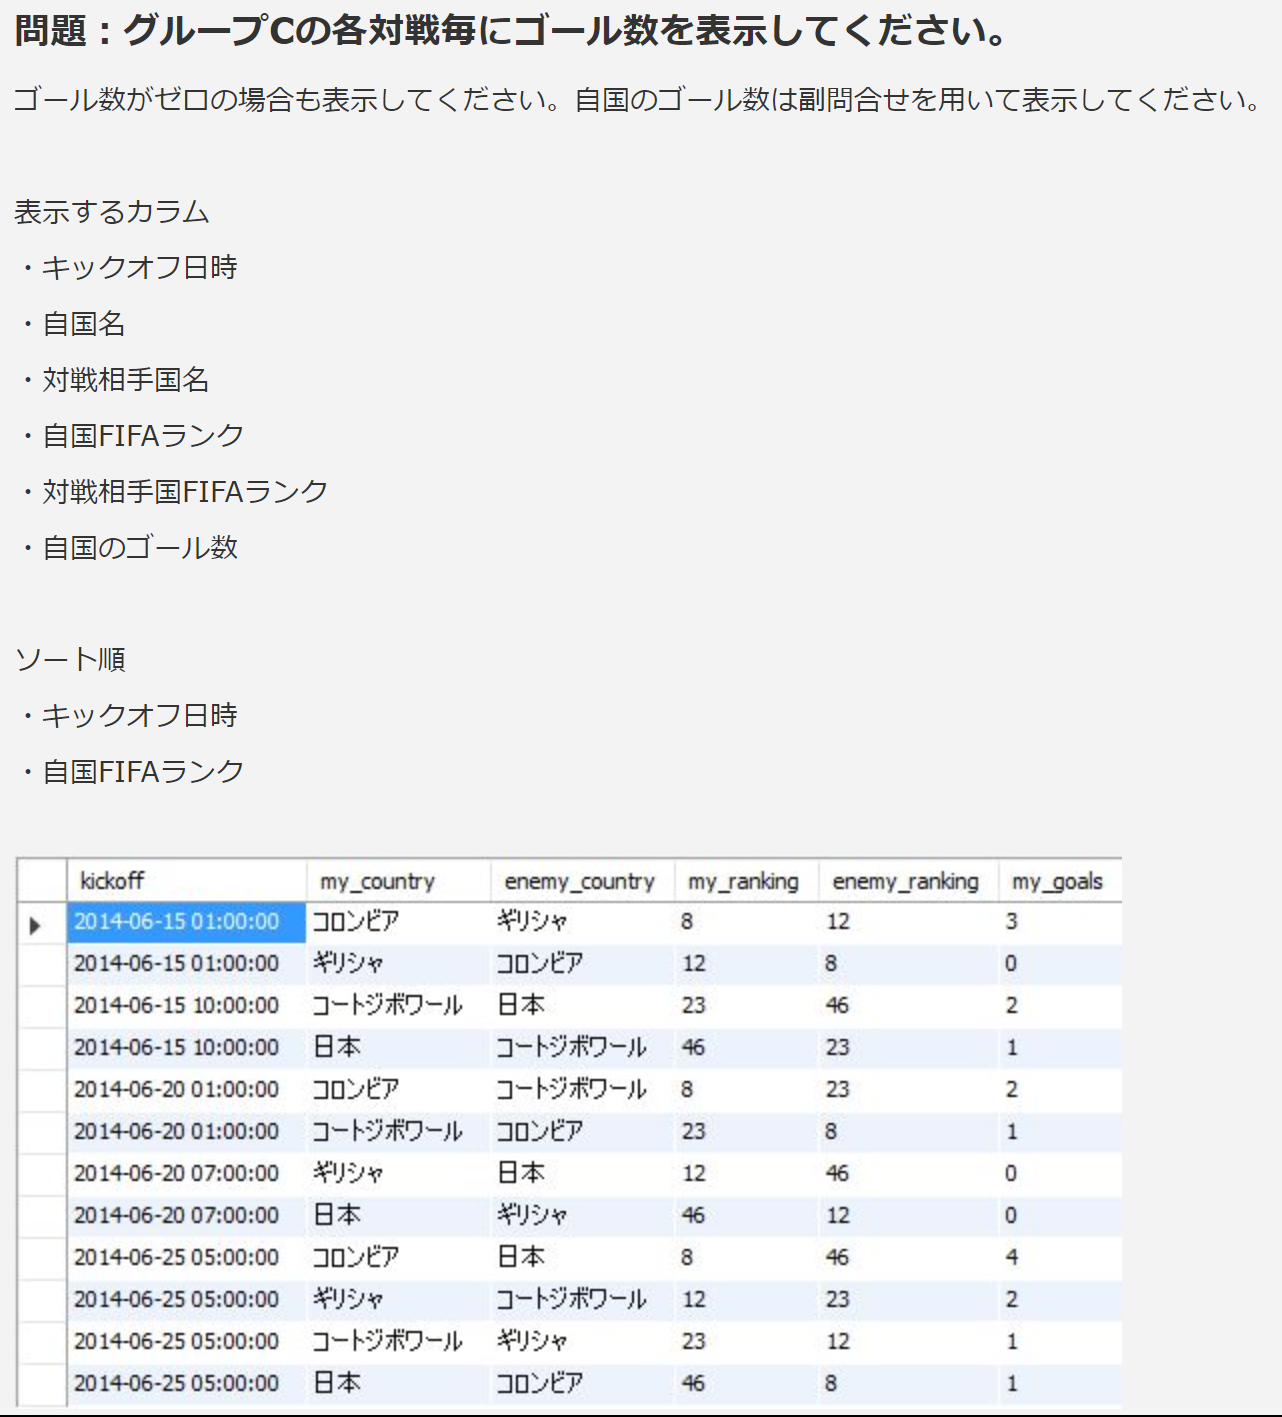 問題：グループCの各対戦毎にゴール数を表示してください。
ゴール数がゼロの場合も表示してください。自国のゴール数は副問合せを用いて表示してください。
表示するカラム
・キックオフ日時
・自国名
・対戦相手国名
・自国FIFAランク
・対戦相手国FIFAランク
・自国のゴール数
ソート順
・キックオフ日時
・自国FIFAランク
kickoff my_country enemy_country my_ranking enemy_ranking my_goals
2014-06-15 01:00:00 コロンビア ギリシャ 8 12 3
2014-06-15 01:00:00 ギリシャ コロンビア 12 8 0
2014-06-15 10:00:00 コートジボワール 日本 23 46 2
2014-06-15 10:00:00 日本 コートジボワール 46 23 1
2014-06-20 01:00:00 コロンビア コートジボワール 8 23 2
2014-06-20 01:00:00 コートジボワール コロンビア 23 8 1
2014-06-20 07:00:00 ギリシャ 日本 12 46 0
2014-06-20 07:00:00 日本 ギリシャ 46 12 0
2014-06-25 05:00:00 コロンビア 日本 8 46 4
2014-06-25 05:00:00 ギリシャ コートジボワール 12 23 2
2014-06-25 05:00:00 コートジボワール ギリシャ 23 12 1
2014-06-25 05:00:00 日本 コロンビア 46 8 1